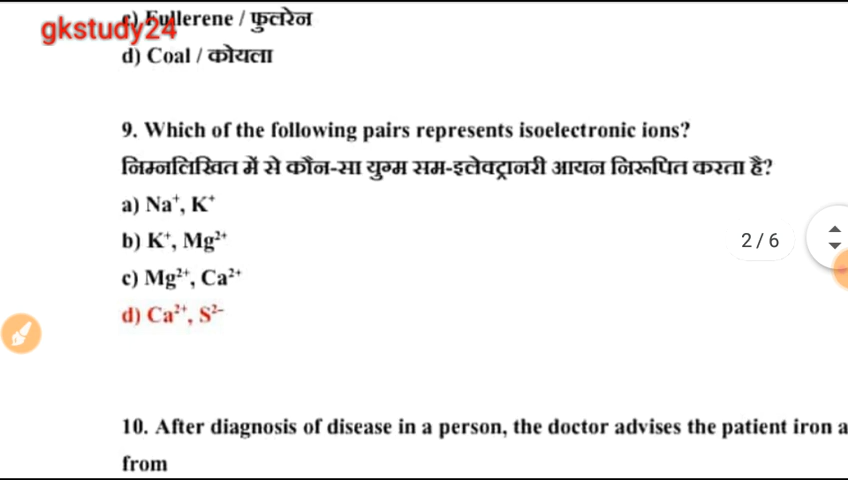 c) Fullerene / फुलरेन
gkstudy24
d) Coal / कोयला
9. Which of the following pairs represents isoelectronic ions?
निम्नलिखित में से कौन-सा युग्म सम-इलेक्ट्रानरी आयन निरूपित करता है?
a) Na⁺, K⁺
b) K⁺, Mg²⁺
2 / 6
c) Mg²⁺, Ca²⁺
d) Ca²⁺, S²⁻
10. After diagnosis of disease in a person, the doctor advises the patient iron a
from